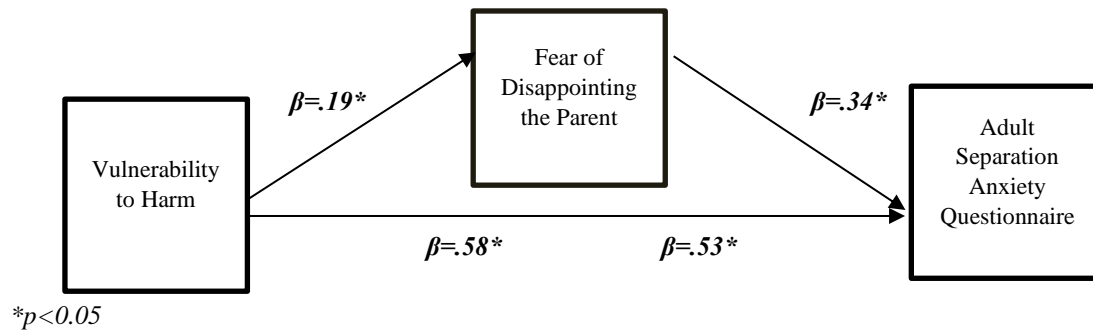 Fear of
Disappointing
the Parent
β=.19*
β=.34*
Vulnerability
to Harm
Adult
Separation
Anxiety
Questionnaire
β=.58*
β=.53*
*p<0.05